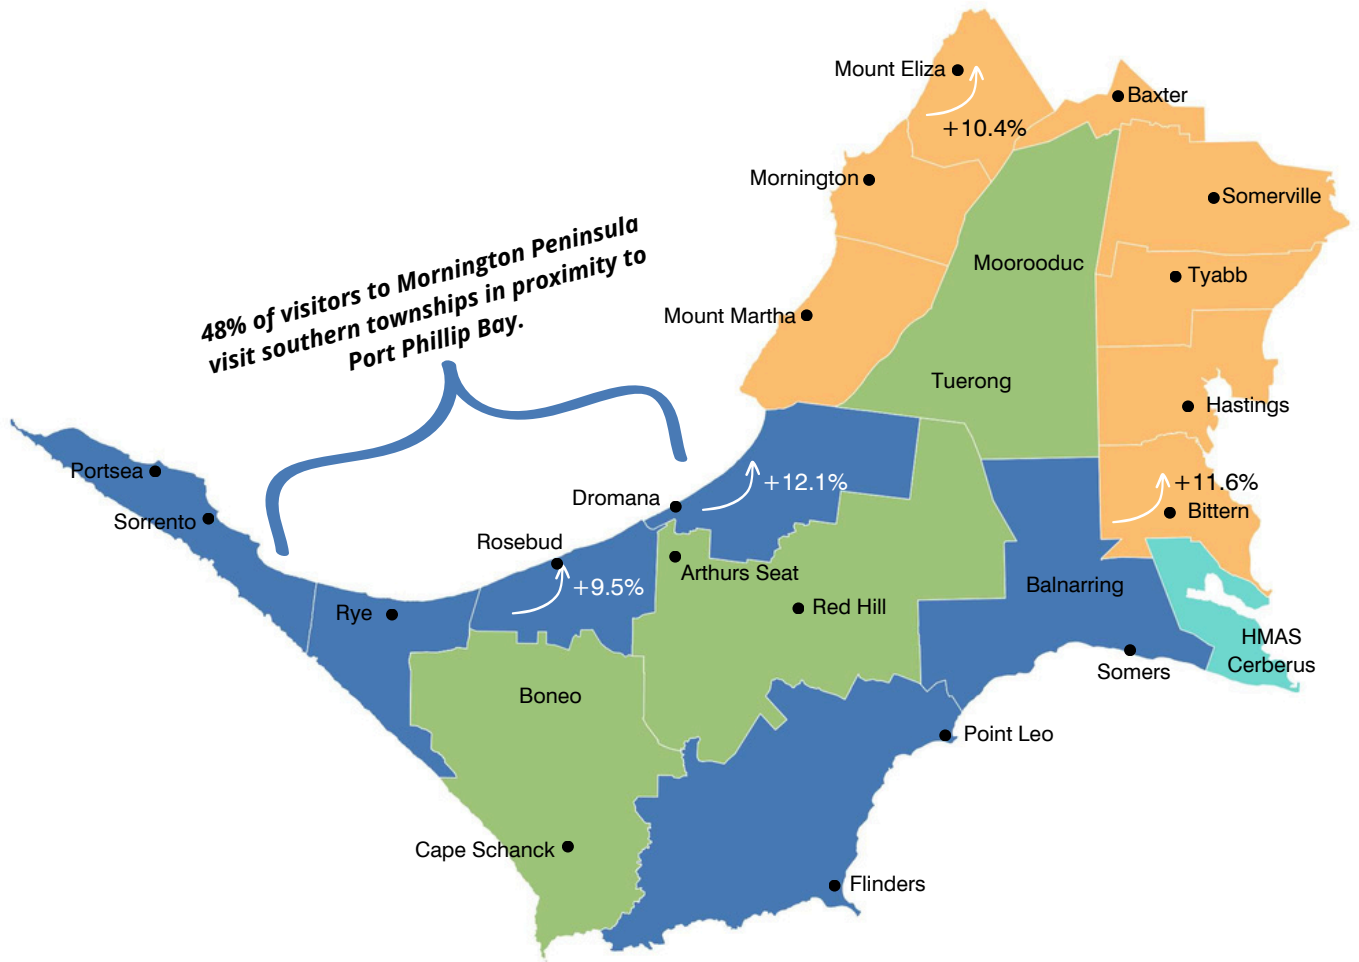 Mount Eliza
Baxter
+10.4%
Mornington
Somerville
48% of visitors to Mornington Peninsula
visit southern townships in proximity to
Port Phillip Bay.
Moorooduc
Tyabb
Mount Martha
Tuerong
Hastings
Portsea
+12.1%
+11.6%
Dromana
Bittern
Sorrento
Rosebud
Arthurs Seat
+9.5%
Balnarring
Rye
Red Hill
HMAS
Cerberus
Somers
Boneo
Point Leo
Cape Schanck
Flinders